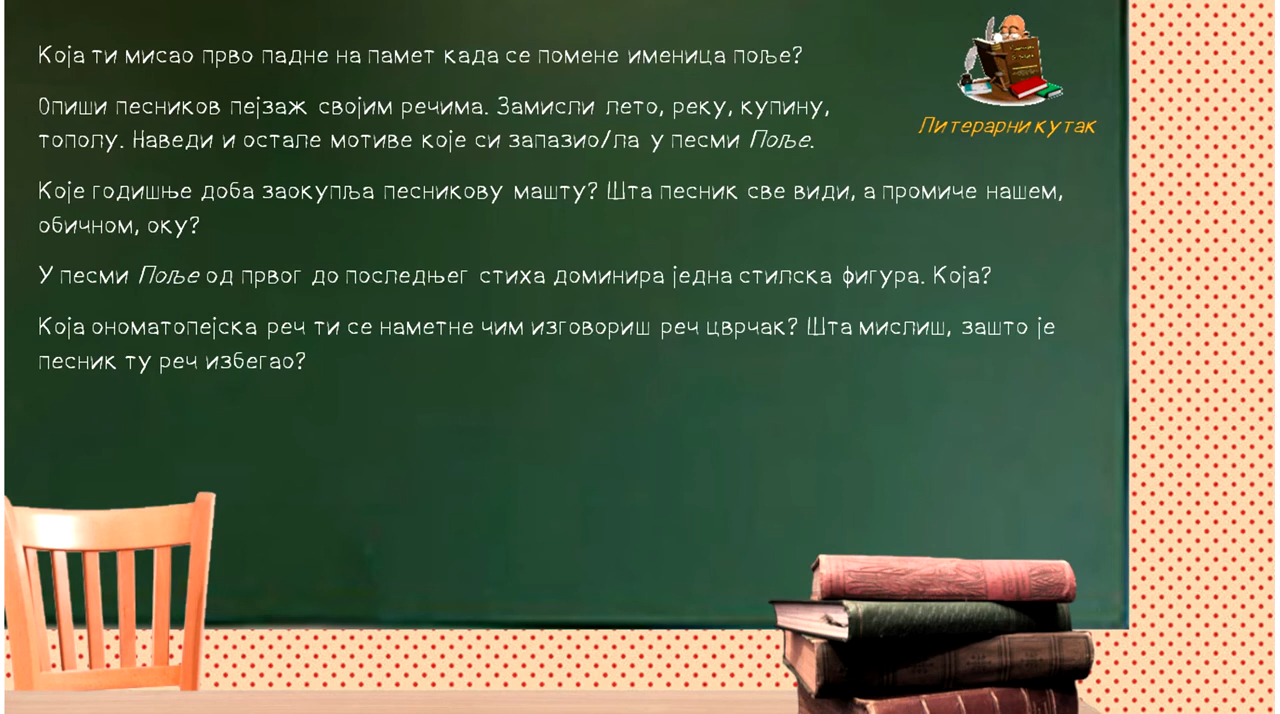 Која ти мисао прво падне на памет када се помене именица поље?
Опиши песников пејзаж својим речима. Замисли лето, реку, купину,
тополу. Наведи и остале мотиве које си запазио/ла у песми Поље.
Литерарни кутак
Које годишње доба заокупља песникову машту? Шта песник све види, а промиче нашем,
обичном, оку?
У песми Поље од првог до последњег стиха доминира једна стилска фигура. Која?
Која ономатопејска реч ти се наметне чим изговориш реч цврчак? Шта мислиш, зашто је
песник ту реч избегао?